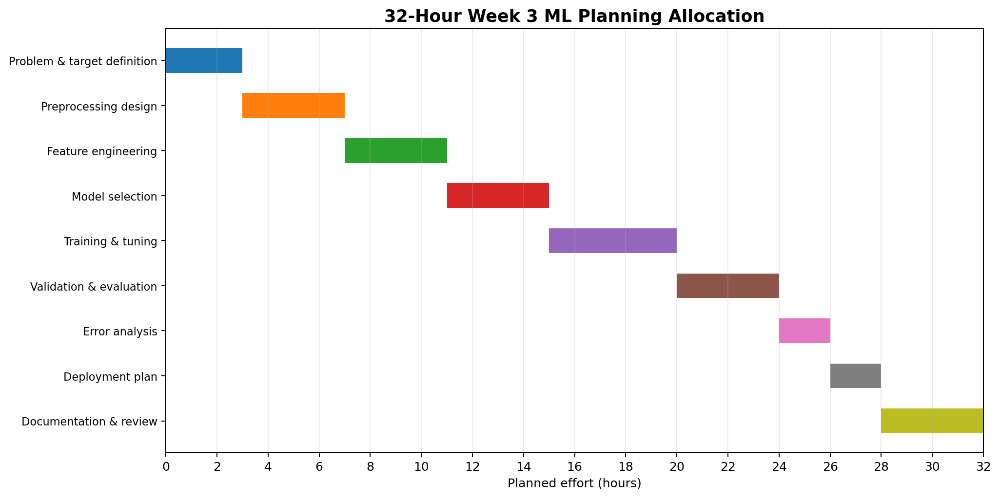 32-Hour Week 3 ML Planning Allocation
Problem & target definition
Preprocessing design
Feature engineering
Model selection
Training & tuning
Validation & evaluation
Error analysis
Deployment plan
Documentation & review
0 2 4 6 8 10 12 14 16 18 20 22 24 26 28 30 32
Planned effort (hours)